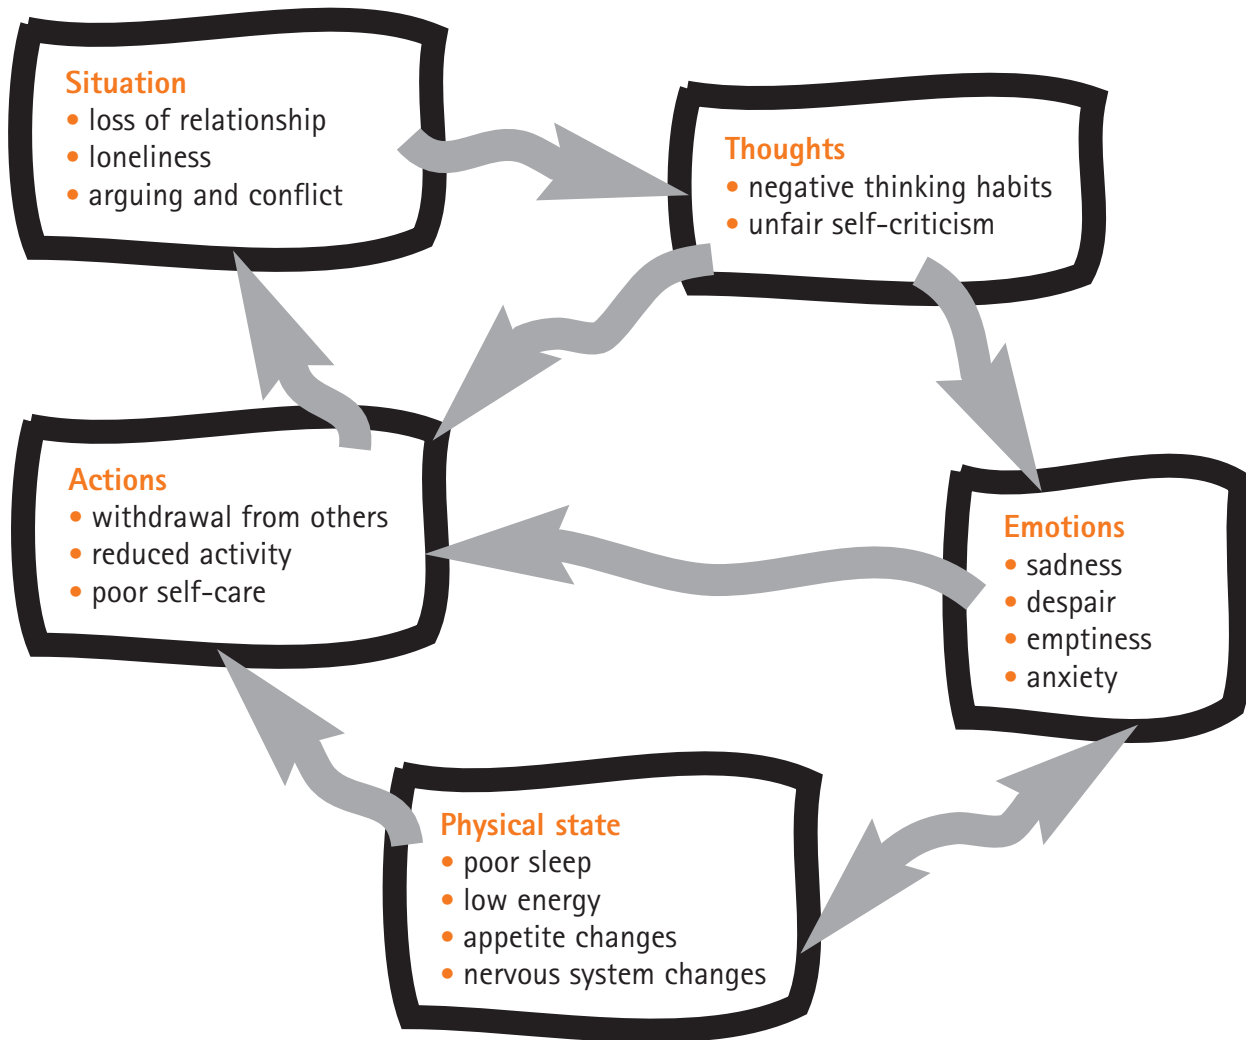 Situation
• loss of relationship
• loneliness
• arguing and conflict
Thoughts
• negative thinking habits
• unfair self-criticism
Actions
• withdrawal from others
• reduced activity
• poor self-care
Emotions
• sadness
• despair
• emptiness
• anxiety
Physical state
• poor sleep
• low energy
• appetite changes
• nervous system changes